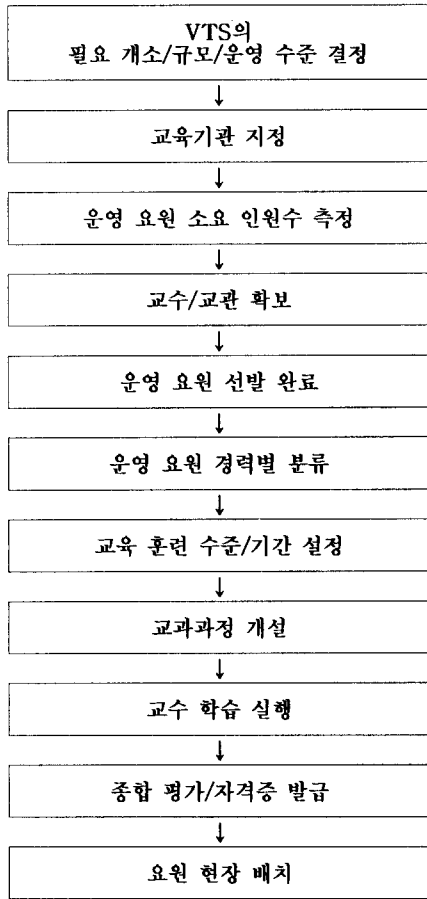 VTS의
필요 개소/규모/운영 수준 결정
교육기관 지정
운영 요원 소요 인원수 측정
교수/교관 확보
운영 요원 선발 완료
운영 요원 경력별 분류
교육 훈련 수준/기간 설정
교과과정 개설
교수 학습 실행
종합 평가/자격증 발급
요원 현장 배치